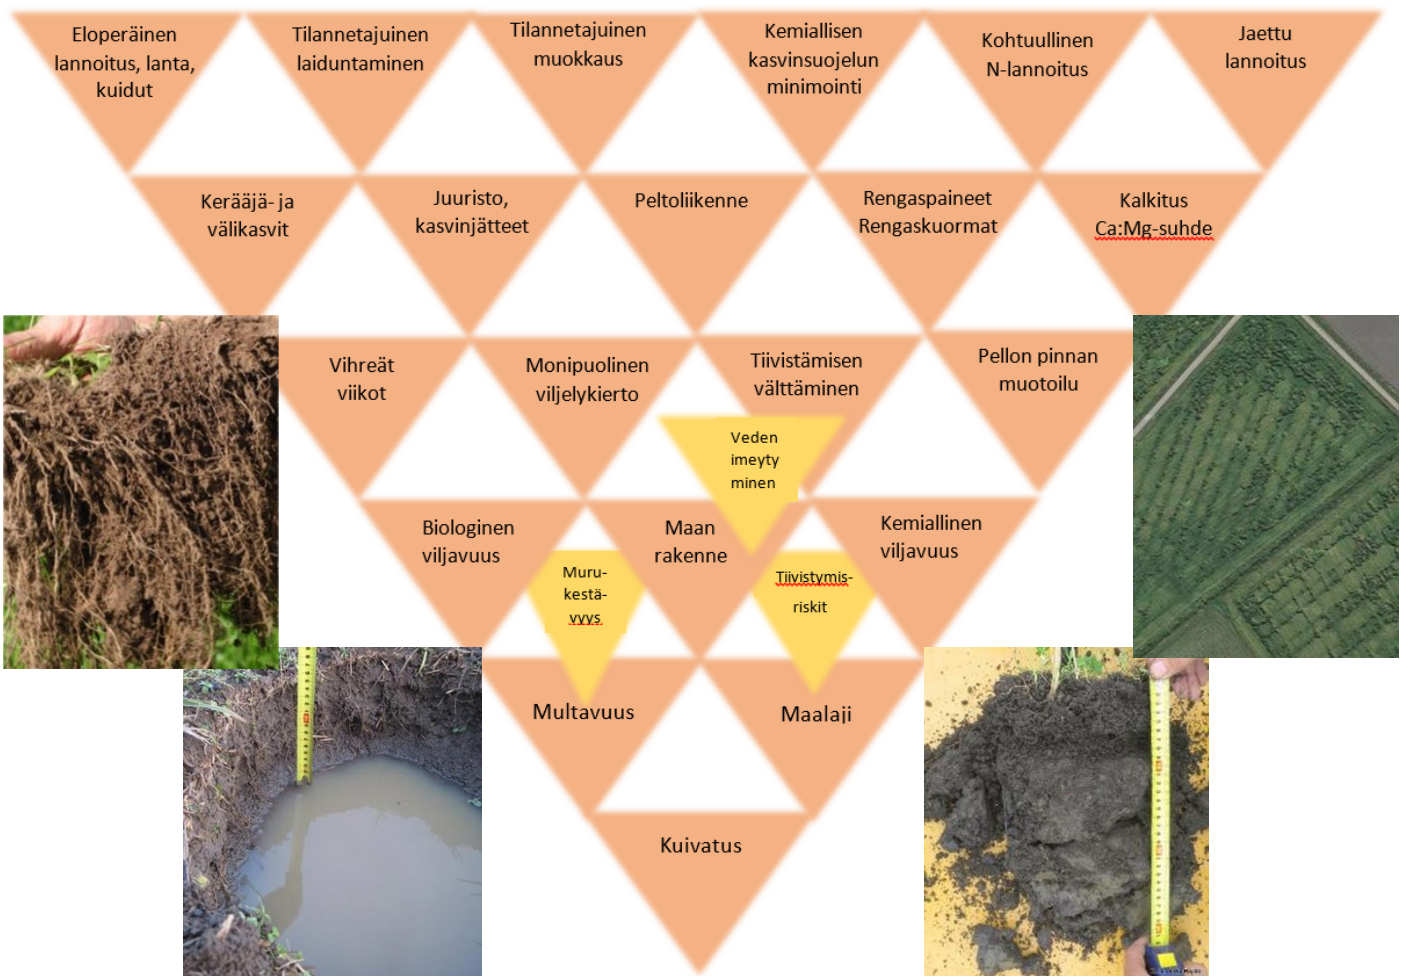 Eloperäinen
lannoitus, lanta,
kuidut
Tilannetajuinen
laiduntaminen
Tilannetajuinen
muokkaus
Kemiallisen
kasvinsuojelun
minimointi
Kohtuullinen
N-lannoitus
Jaettu
lannoitus
Kerääjä- ja
välikasvit
Juuristo,
kasvinjätteet
Peltoliikenne
Rengaspaineet
Rengaskuormat
Kalkitus
Ca:Mg-suhde
Vihreät
viikot
Monipuolinen
viljelykierto
Tiivistämisen
välttäminen
Pellon pinnan
muotoilu
Veden
imeyty
minen
Biologinen
viljavuus
Maan
rakenne
Kemiallinen
viljavuus
Muru-
kestä-
vyys
Tiivistymis-
riskit
Multavuus
Maalaji
Kuivatus